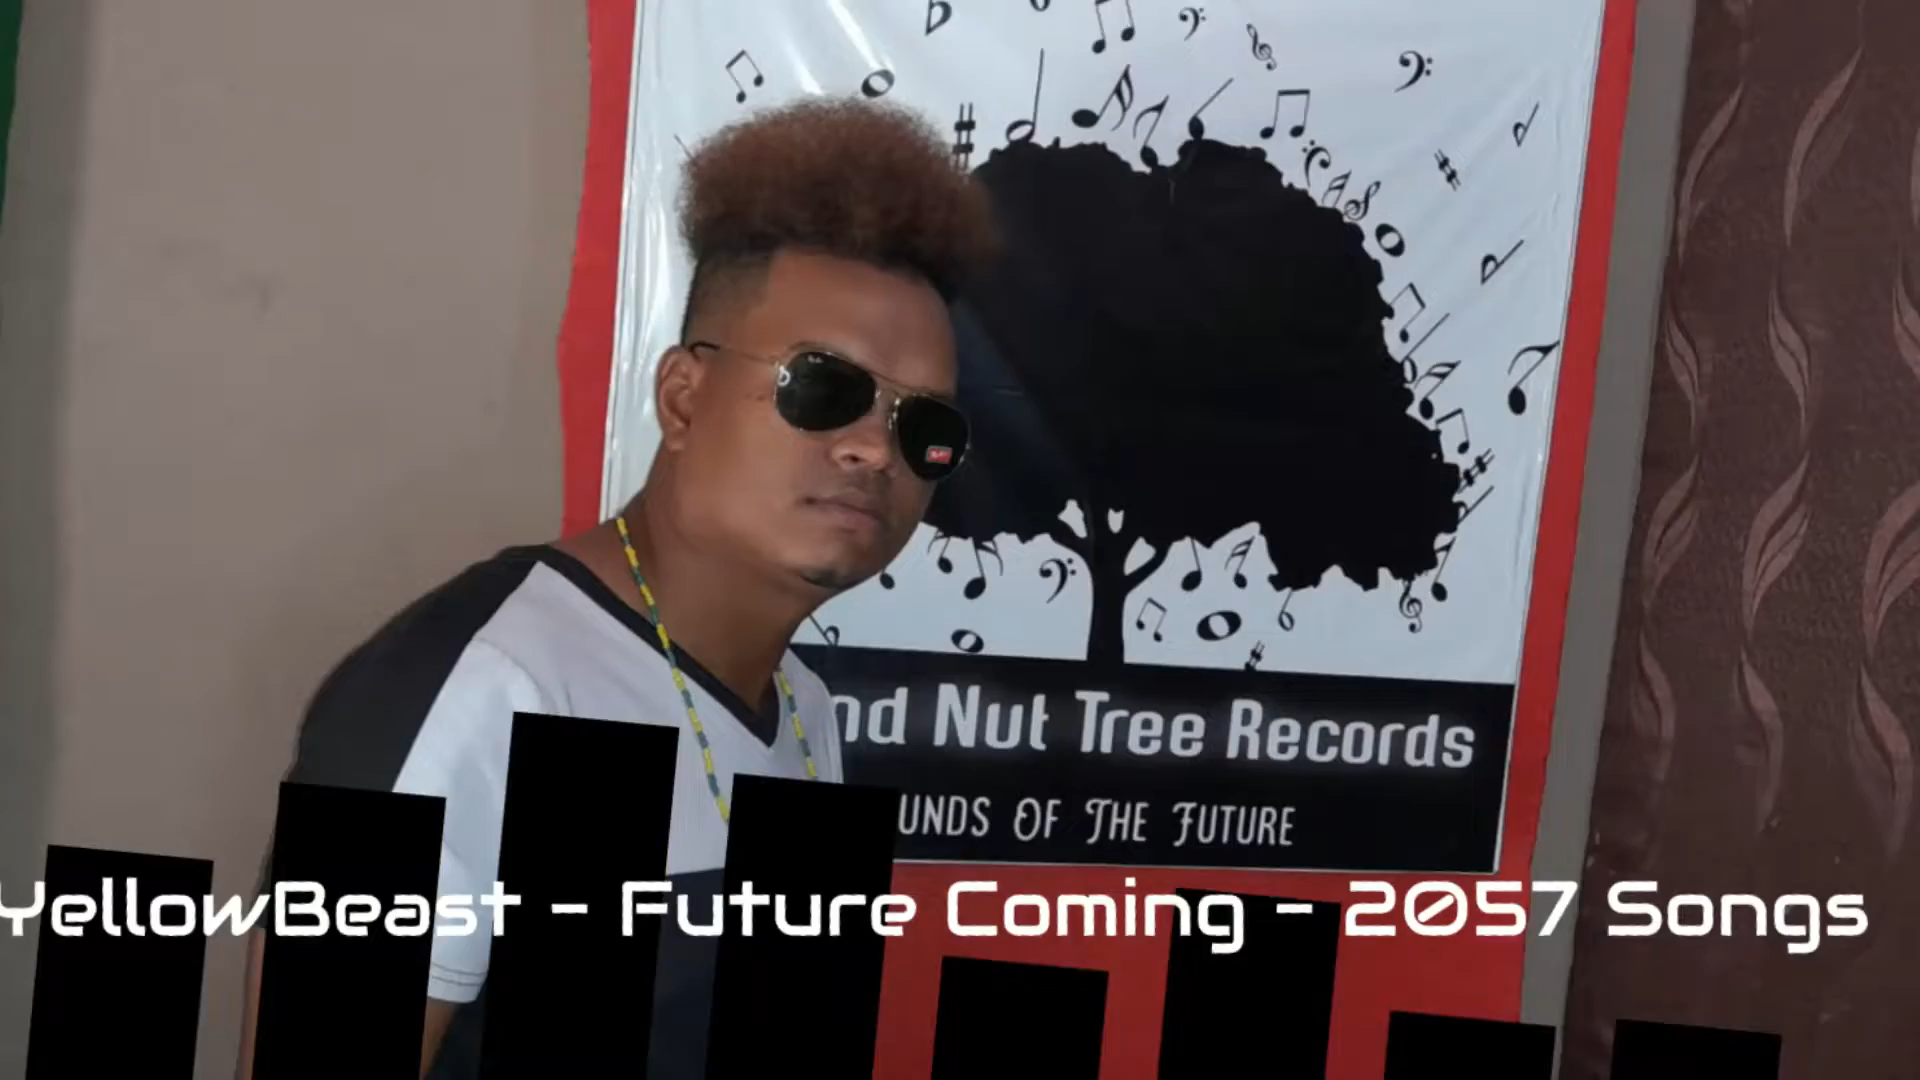 nd Nut Tree Records
UNDS OF THE FUTURE
YellowBeast - Future Coming - 2057 Songs